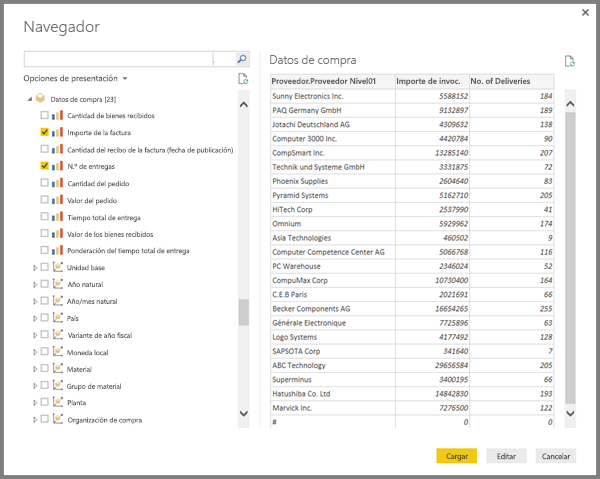 Navegador
Opciones de presentación
Datos de compra [23]
Cantidad de bienes recibidos
Importe de la factura
Cantidad del recibo de la factura (fecha de publicación)
N.º de entregas
Cantidad del pedido
Valor del pedido
Tiempo total de entrega
Valor de los bienes recibidos
Ponderación del tiempo total de entrega
Unidad base
Año natural
Año/mes natural
País
Variante de año fiscal
Moneda local
Material
Grupo de material
Planta
Organización de compra
Datos de compra
Proveedor.Proveedor Nivel01 Importe de invoc. No. of Deliveries
Sunny Electronics Inc. 5588152 184
PAQ Germany GmbH 9132897 189
Jotachi Deutschland AG 4309632 138
Computer 3000 Inc. 4420784 90
CompSmart Inc. 13285140 207
Technik und Systeme GmbH 3331875 72
Phoenix Supplies 2604640 83
Pyramid Systems 5162710 205
HiTech Corp 2537990 41
Omnium 5929962 174
Asia Technologies 460502 9
Computer Competence Center AG 5066768 116
PC Warehouse 2346024 52
CompuMax Corp 10730400 164
C.E.B Paris 2021691 66
Becker Components AG 16654265 255
Générale Electronique 7725896 63
Logo Systems 4177492 128
SAPSOTA Corp 341640 7
ABC Technology 29656584 205
Superminus 3400195 66
Hatushiba Co. Ltd 14842830 193
Marvick Inc. 7276500 122
# 0 0
Cargar Editar Cancelar